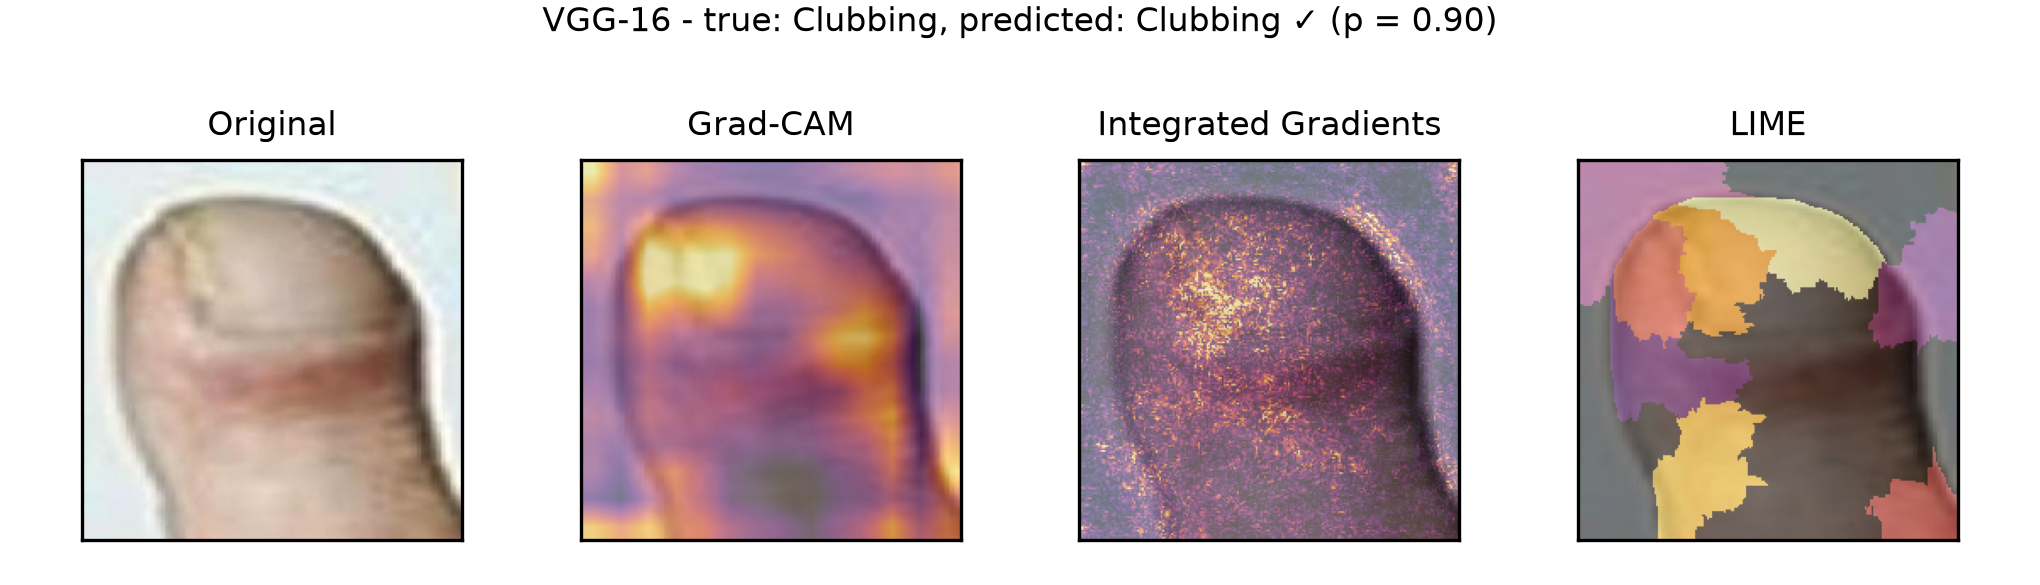 VGG-16 - true: Clubbing, predicted: Clubbing ✓ (p = 0.90)
Original
Grad-CAM
Integrated Gradients
LIME